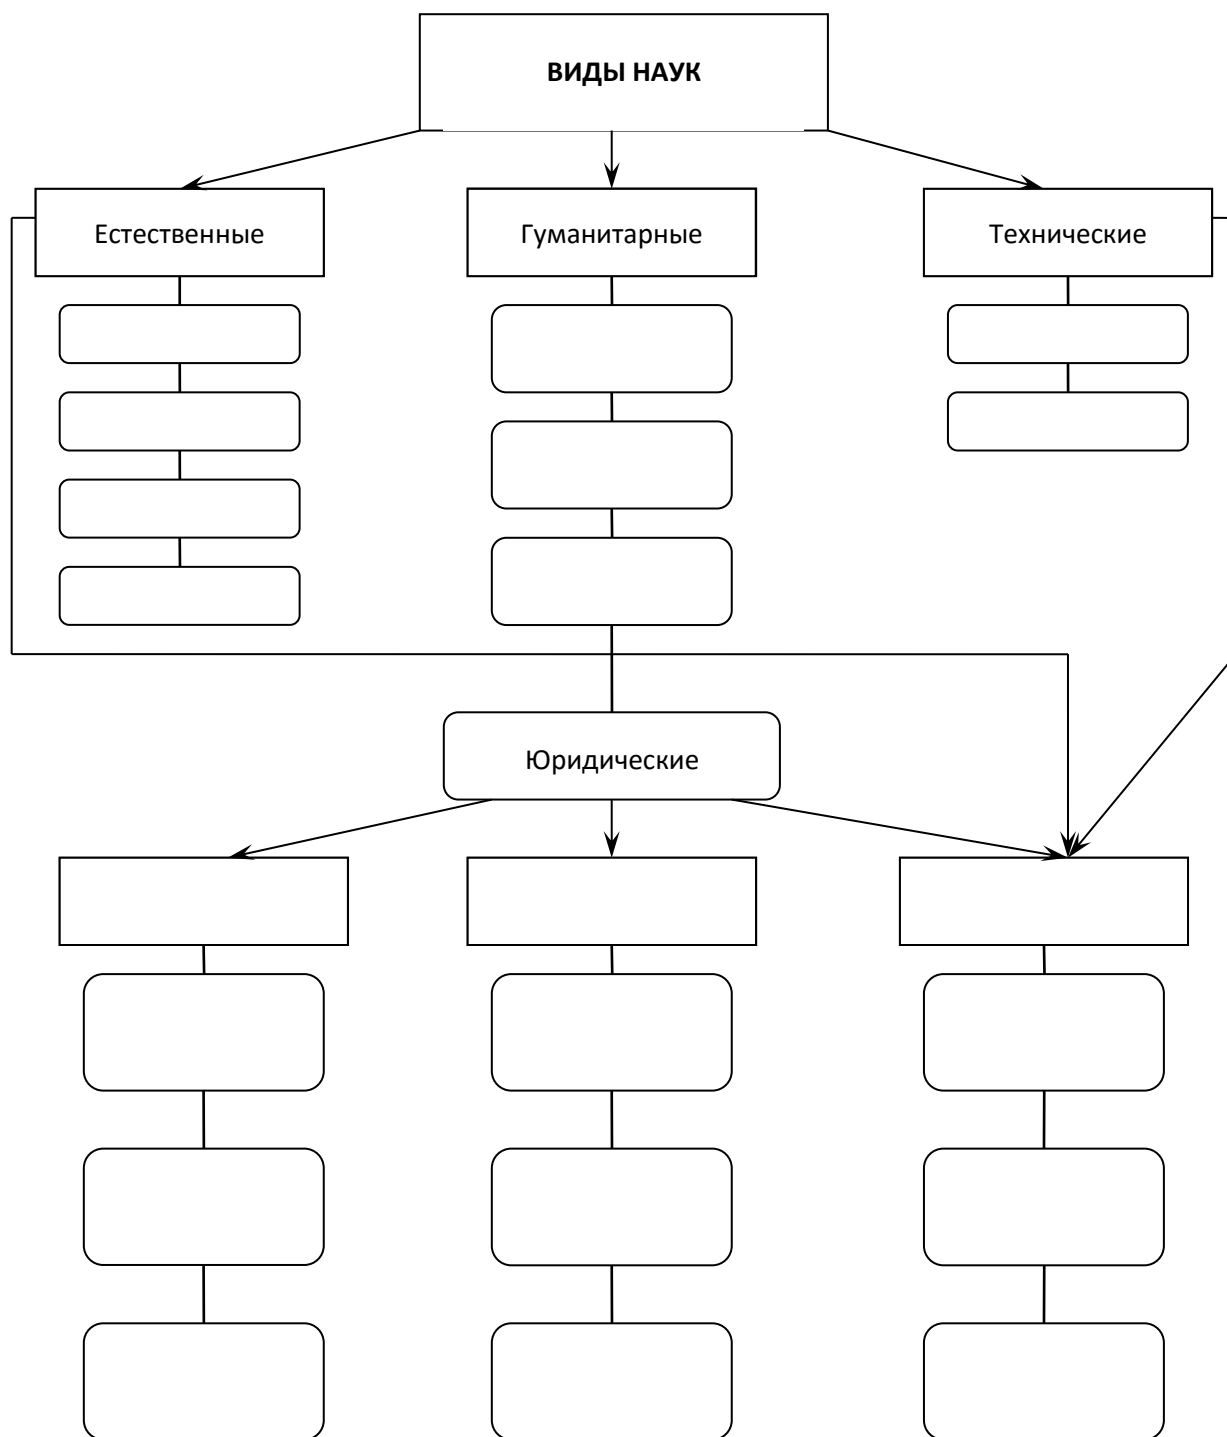 ВИДЫ НАУК
Естественные
Гуманитарные
Технические
Юридические